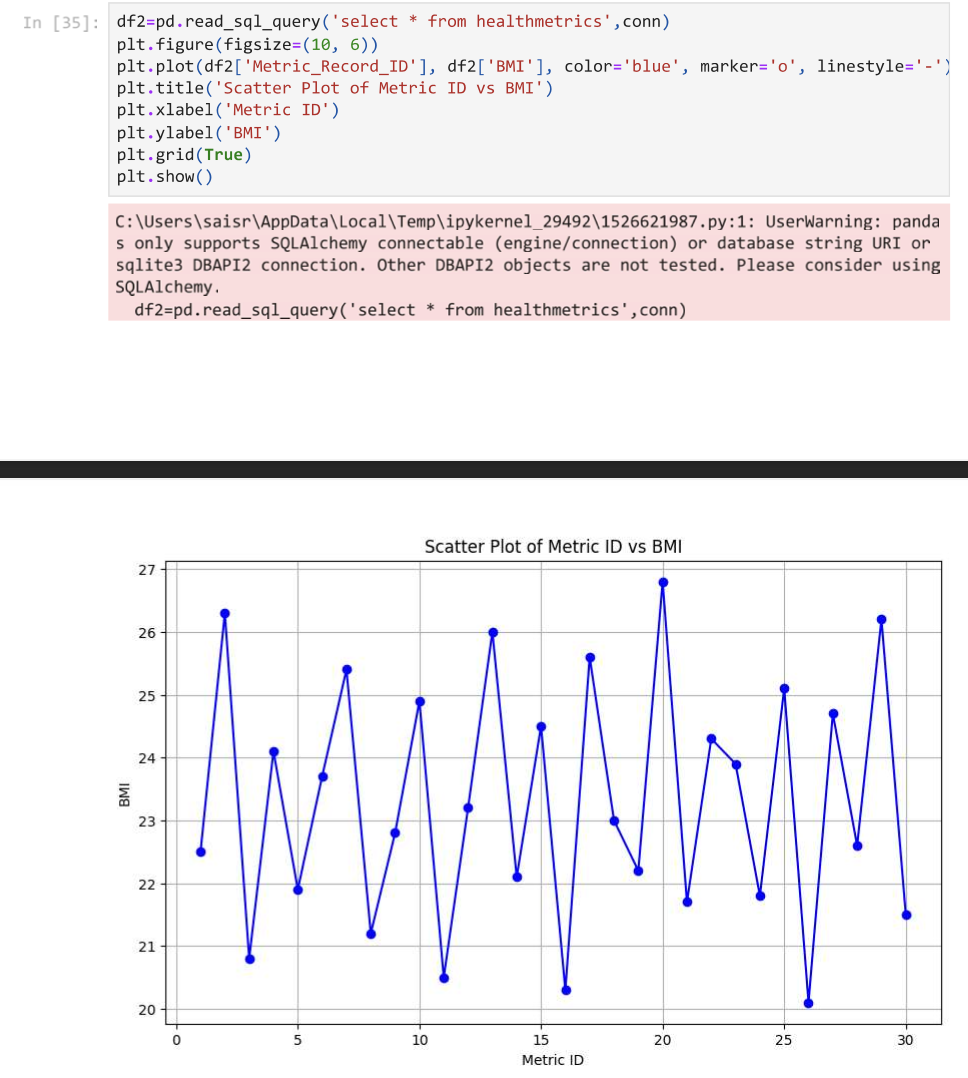 In [35]:
df2=pd.read_sql_query('select * from healthmetrics',conn)
plt.figure(figsize=(10, 6))
plt.plot(df2['Metric_Record_ID'], df2['BMI'], color='blue', marker='o', linestyle='-')
plt.title('Scatter Plot of Metric ID vs BMI')
plt.xlabel('Metric ID')
plt.ylabel('BMI')
plt.grid(True)
plt.show()
C:\Users\saisr\AppData\Local\Temp\ipykernel_29492\1526621987.py:1: UserWarning: panda
s only supports SQLAlchemy connectable (engine/connection) or database string URI or
sqlite3 DBAPI2 connection. Other DBAPI2 objects are not tested. Please consider using
SQLAlchemy.
  df2=pd.read_sql_query('select * from healthmetrics',conn)
Scatter Plot of Metric ID vs BMI
27
26
25
24
23
22
21
20
BMI
0 5 10 15 20 25 30
Metric ID